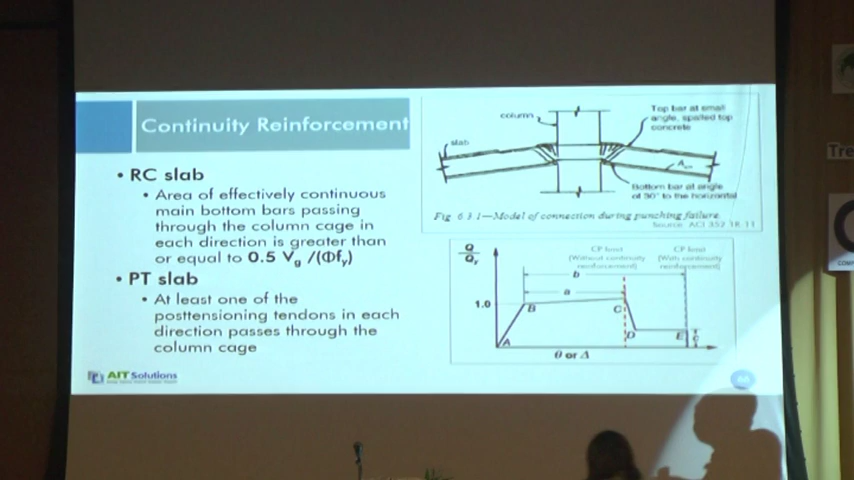 Continuity Reinforcement
• RC slab
• Area of effectively continuous
main bottom bars passing
through the column cage in
each direction is greater than
or equal to 0.5 Vg /(Φfy)
• PT slab
• At least one of the
posttensioning tendons in each
direction passes through the
column cage
AIT Solutions
column
slab
Top bar at small
angle, spalled top
concrete
Bottom bar at angle
of 30° to the horizontal
Fig 6.3.1—Model of connection during punching failure
Source: ACI 352.1R-11
Q
Qy
CP limit
(Without continuity
reinforcement)
CP limit
(With continuity
reinforcement)
b
a
1.0
B
C
A
D
E
c
θ or Δ
Tre